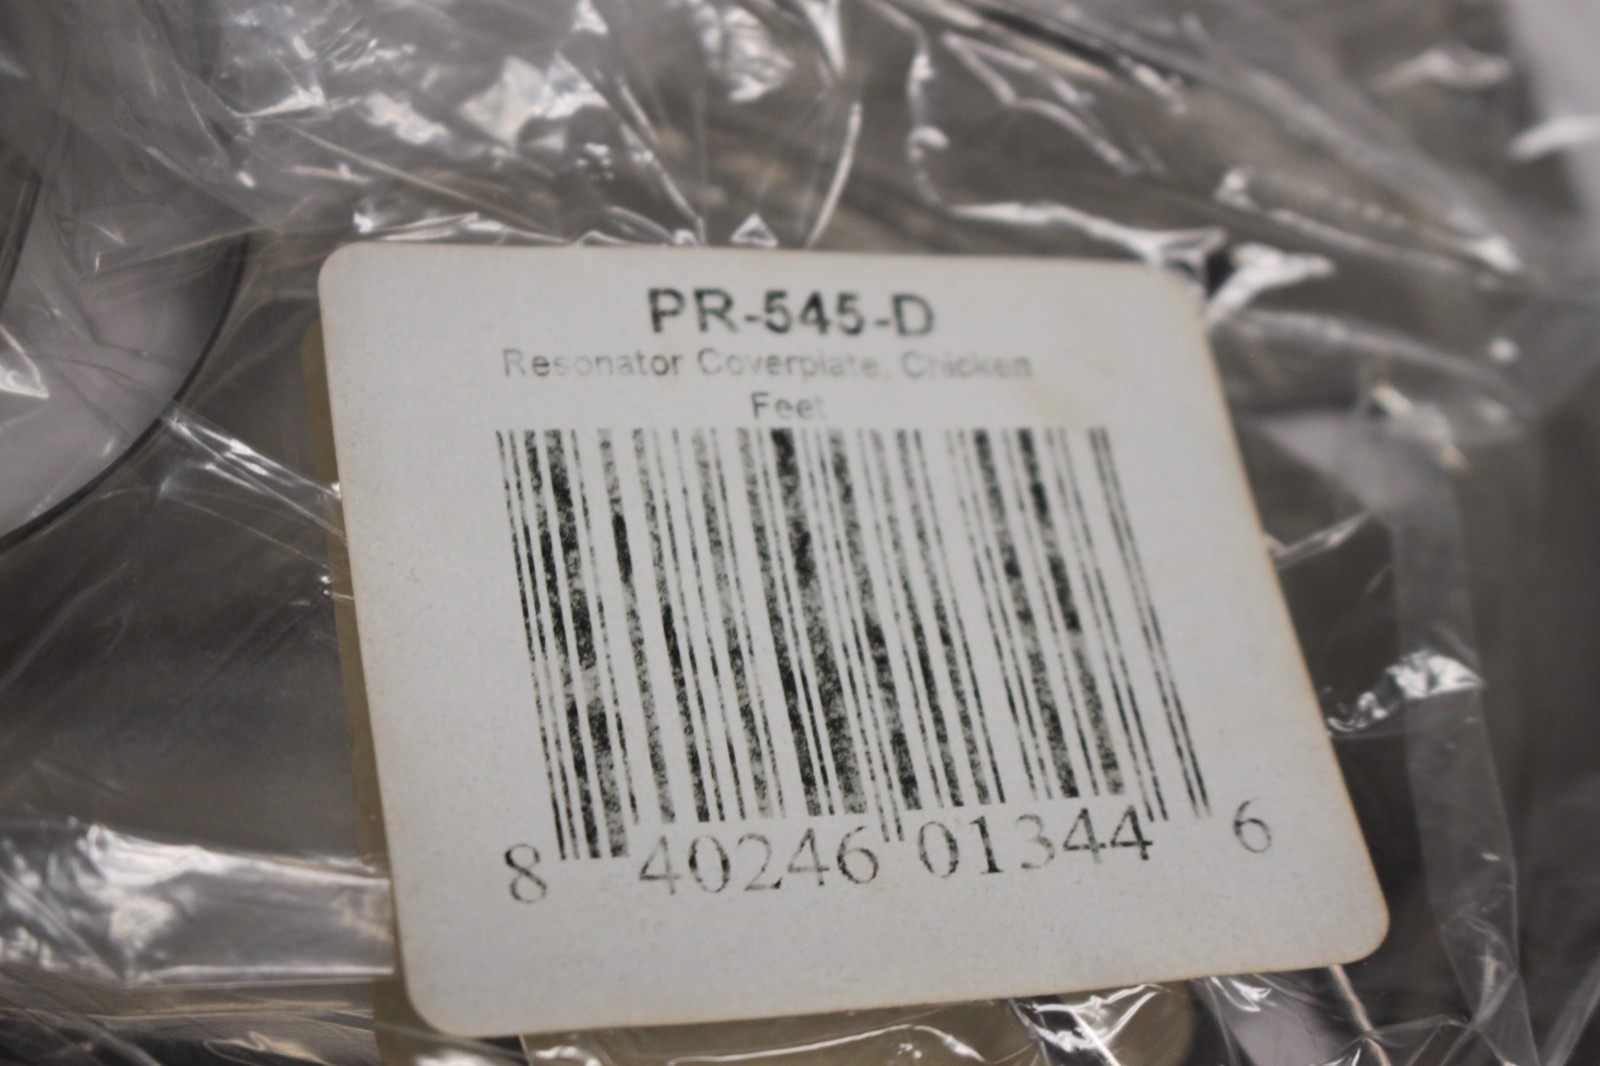 PR-545-D
Resonator Coverplate, Chicken
Feet
8 40246 01344 6